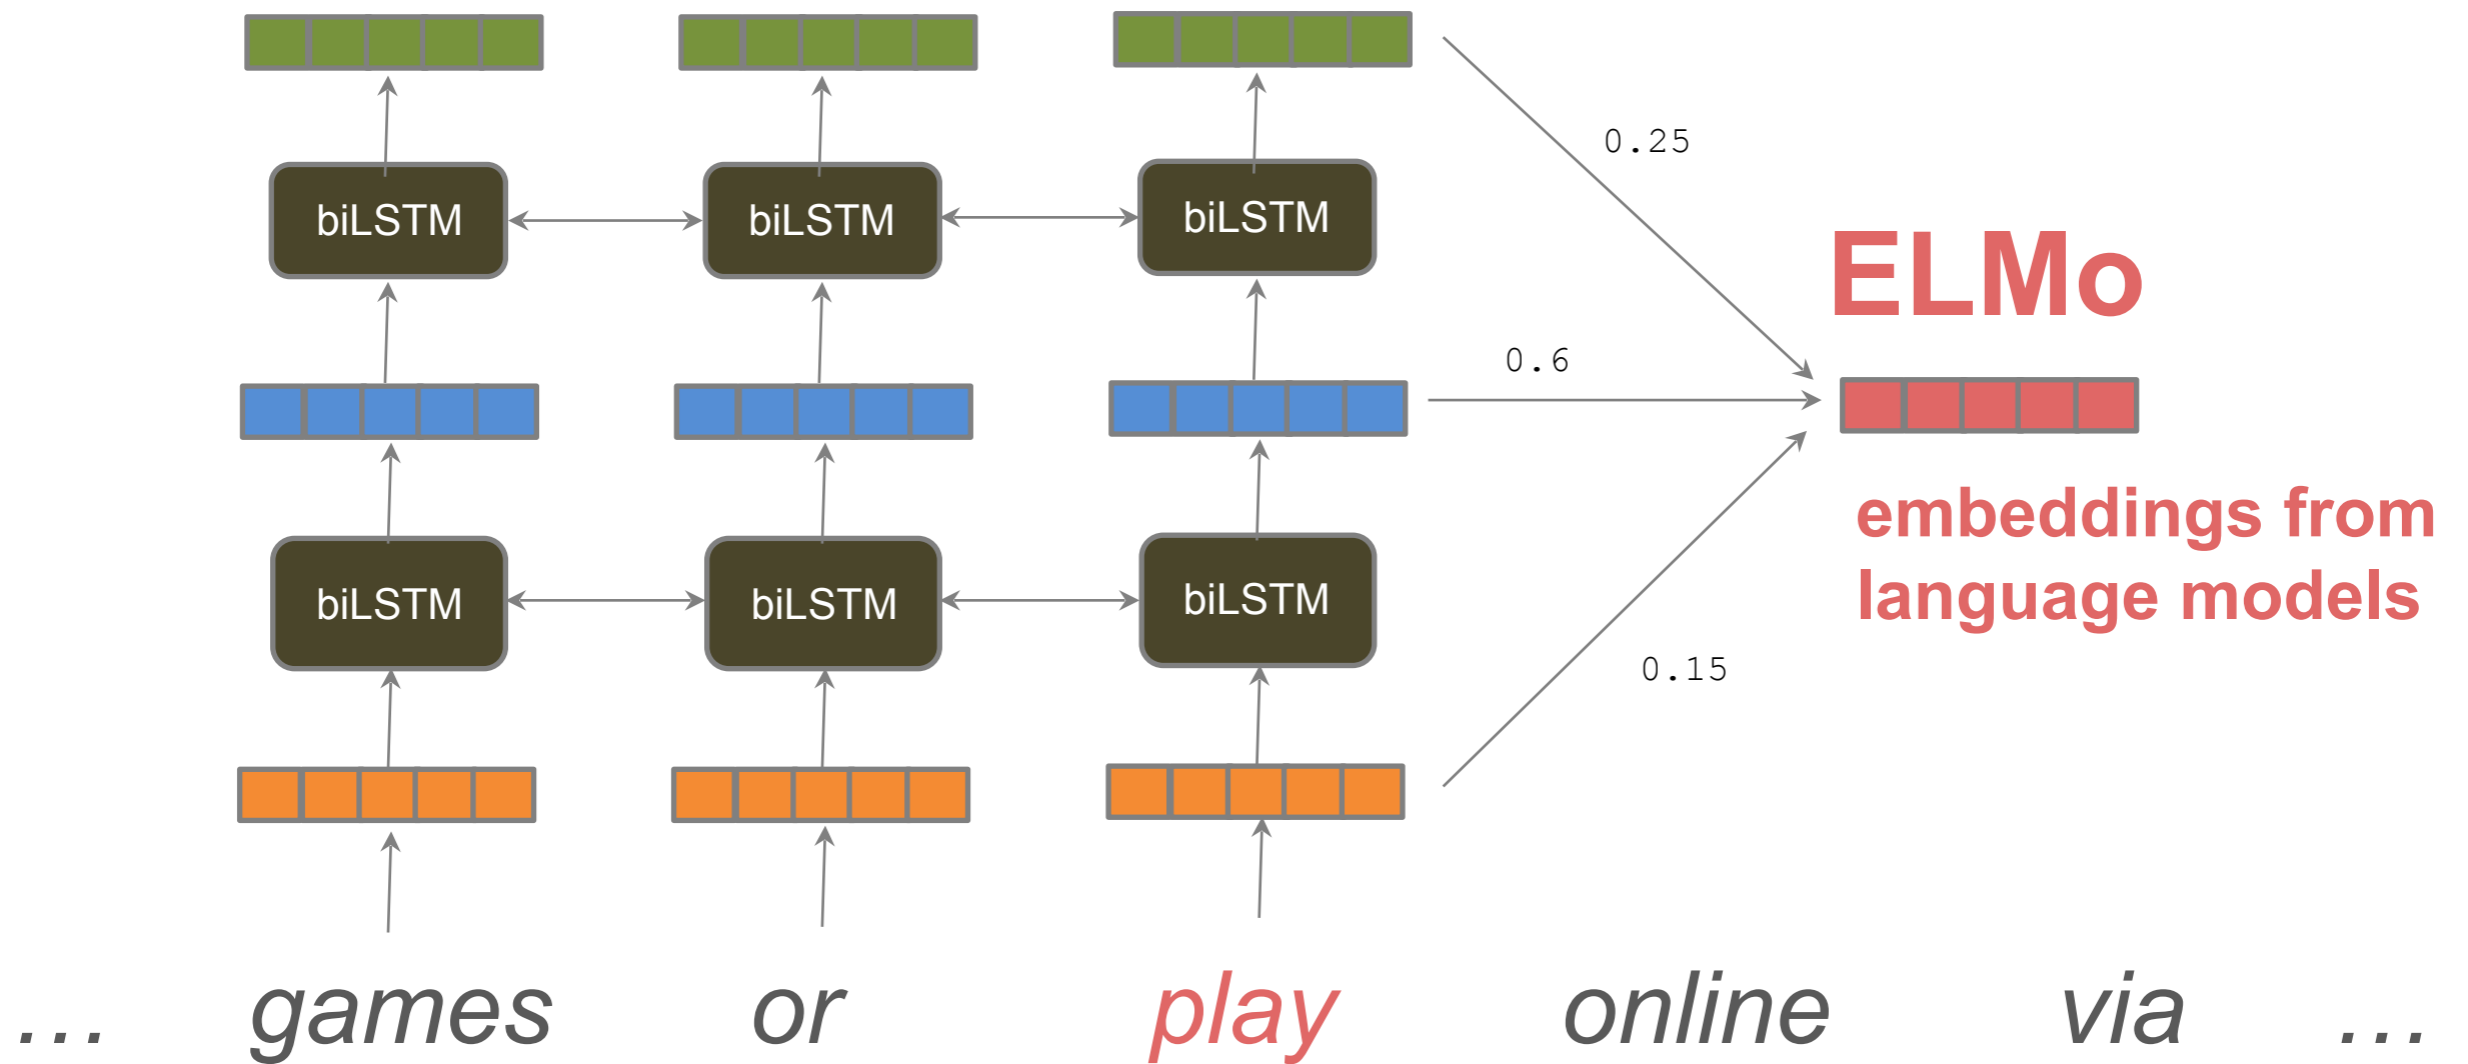 0.25
biLSTM biLSTM biLSTM
ELMo
0.6
embeddings from
language models
biLSTM biLSTM biLSTM
0.15
... games or play online via ...